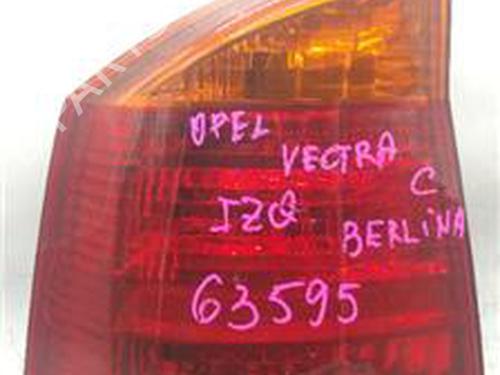 OPEL
VECTRA
C
IZQ
BERLINA
63595